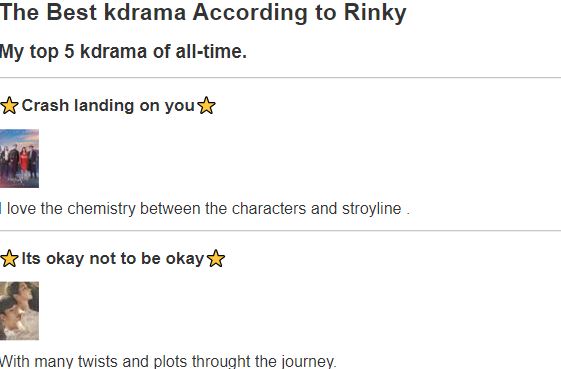 The Best kdrama According to Rinky
My top 5 kdrama of all-time.
⭐Crash landing on you⭐
I love the chemistry between the characters and stroyline .
⭐Its okay not to be okay⭐
With many twists and plots throught the journey.